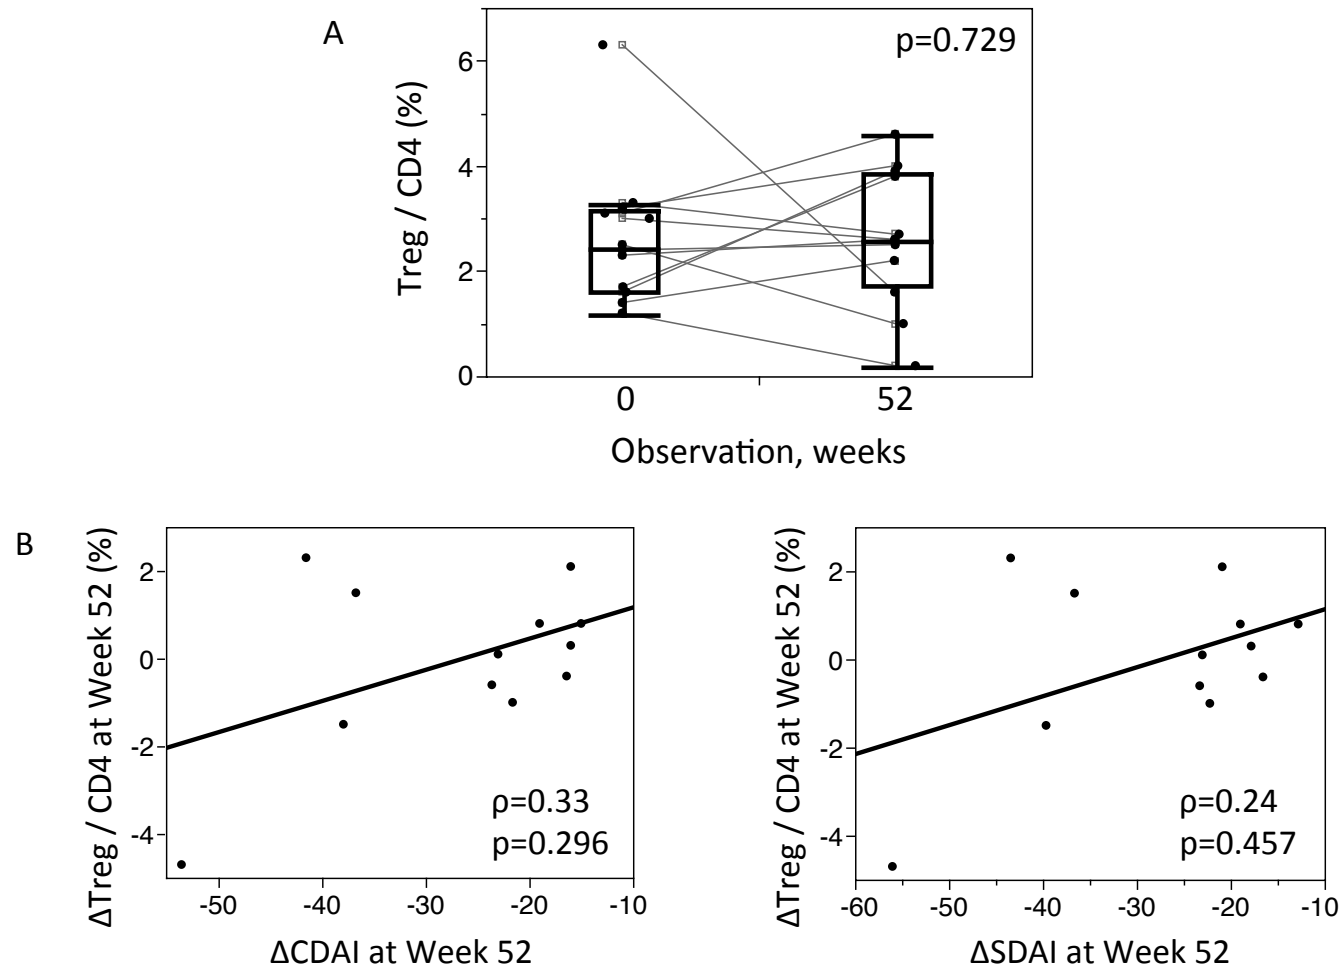 A
p=0.729
Treg / CD4 (%)
6
4
2
0
0
52
Observation, weeks
B
ΔTreg / CD4 at Week 52 (%)
2
0
-2
-4
ρ=0.33
p=0.296
-50
-40
-30
-20
-10
ΔCDAI at Week 52
ΔTreg / CD4 at Week 52 (%)
2
0
-2
-4
ρ=0.24
p=0.457
-60
-50
-40
-30
-20
-10
ΔSDAI at Week 52